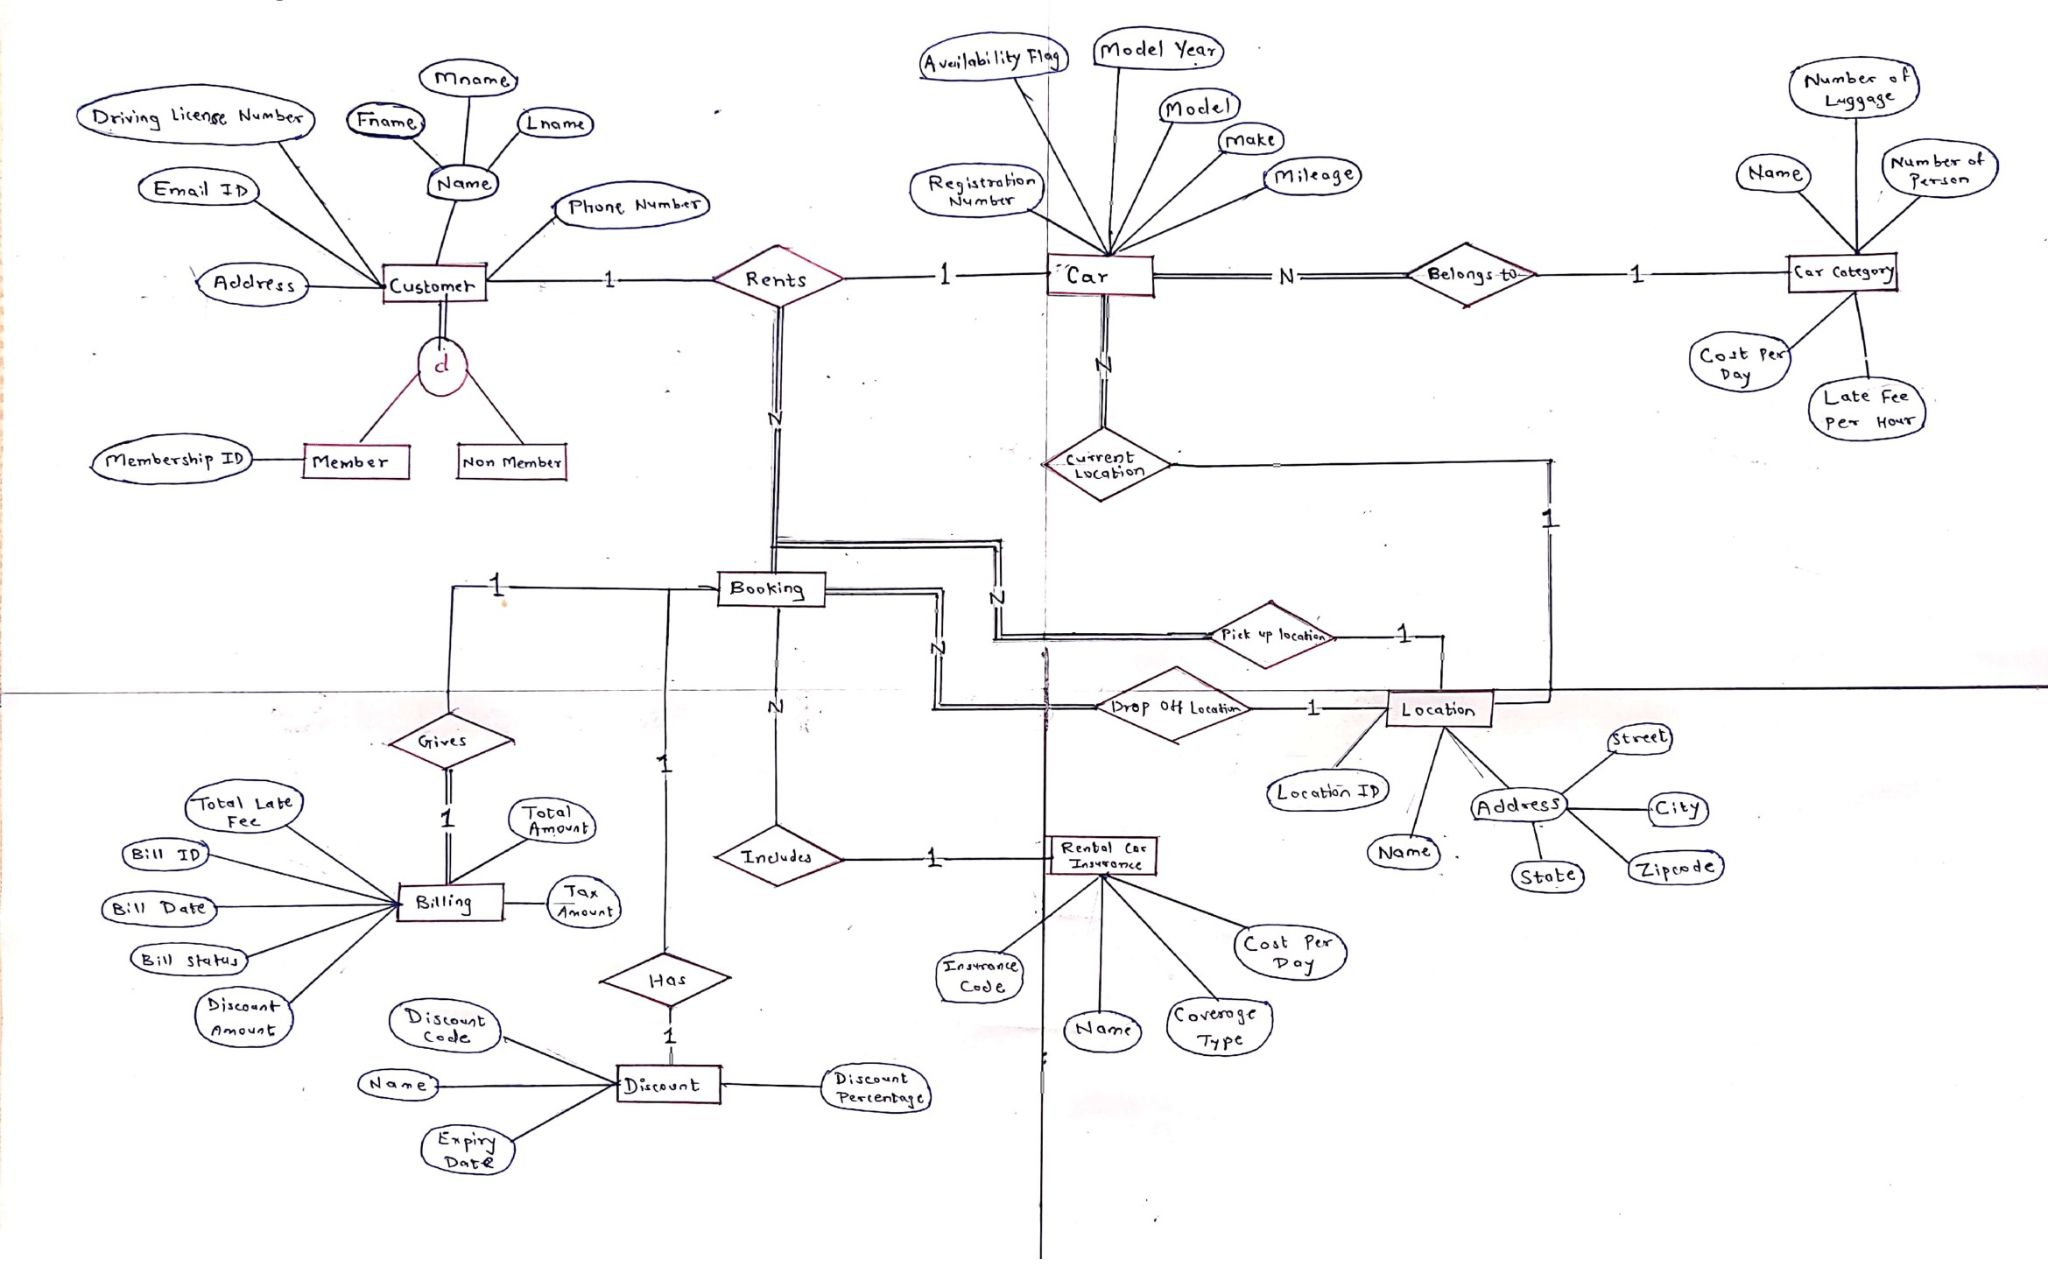 Availability Flag
Model Year
Mname
Driving License Number
Fname
Lname
Model
Make
Number of
Luggage
Name
Email ID
Name
Phone Number
Registration
Number
Mileage
Number of
Person
Address
Customer
1
Rents
1
Car
N
Belongs to
1
Car Category
d
N
N
Cost Per
Day
Late Fee
Per Hour
Membership ID
Member
Non Member
Current
Location
1
1
Booking
N
N
Pick up location
1
Gives
1
N
Drop Off Location
1
Location
Street
Location ID
Address
City
Name
State
Zipcode
Total Late
Fee
1
Total
Amount
Bill ID
Includes
1
Rental Car
Insurance
Bill Date
Billing
Tax
Amount
Bill Status
Discount
Amount
Has
Insurance
Code
Name
Coverage
Type
Cost Per
Day
Discount
Code
1
Name
Discount
Discount
Percentage
Expiry
Date